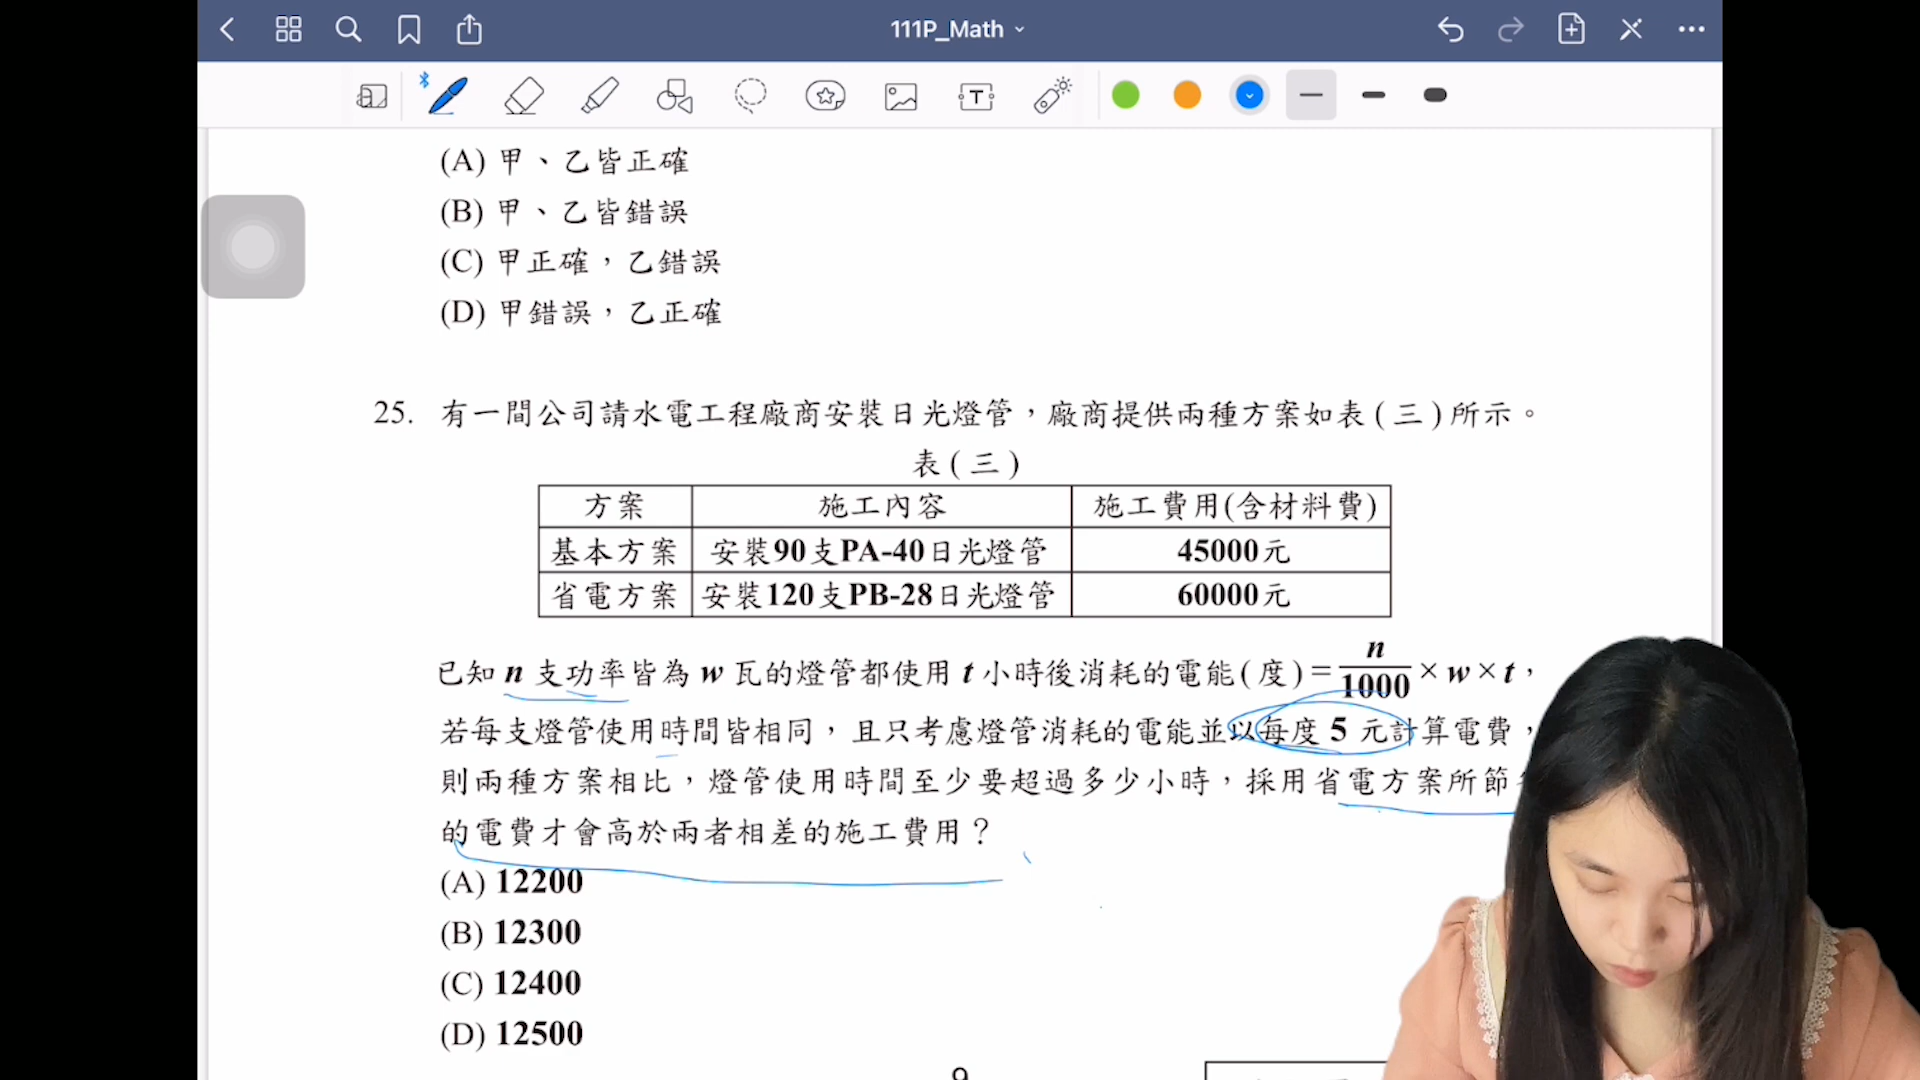 111P_Math
(A) 甲、乙皆正確
(B) 甲、乙皆錯誤
(C) 甲正確，乙錯誤
(D) 甲錯誤，乙正確
25. 有一間公司請水電工程廠商安裝日光燈管，廠商提供兩種方案如表(三)所示。
表(三)
方案 施工內容 施工費用(含材料費)
基本方案 安裝90支PA-40日光燈管 45000元
省電方案 安裝120支PB-28日光燈管 60000元
已知 n 支功率皆為 w 瓦的燈管都使用 t 小時後消耗的電能(度)=n/1000×w×t，
若每支燈管使用時間皆相同，且只考慮燈管消耗的電能並以每度 5 元計算電費，
則兩種方案相比，燈管使用時間至少要超過多少小時，採用省電方案所節
的電費才會高於兩者相差的施工費用？
(A) 12200
(B) 12300
(C) 12400
(D) 12500
9